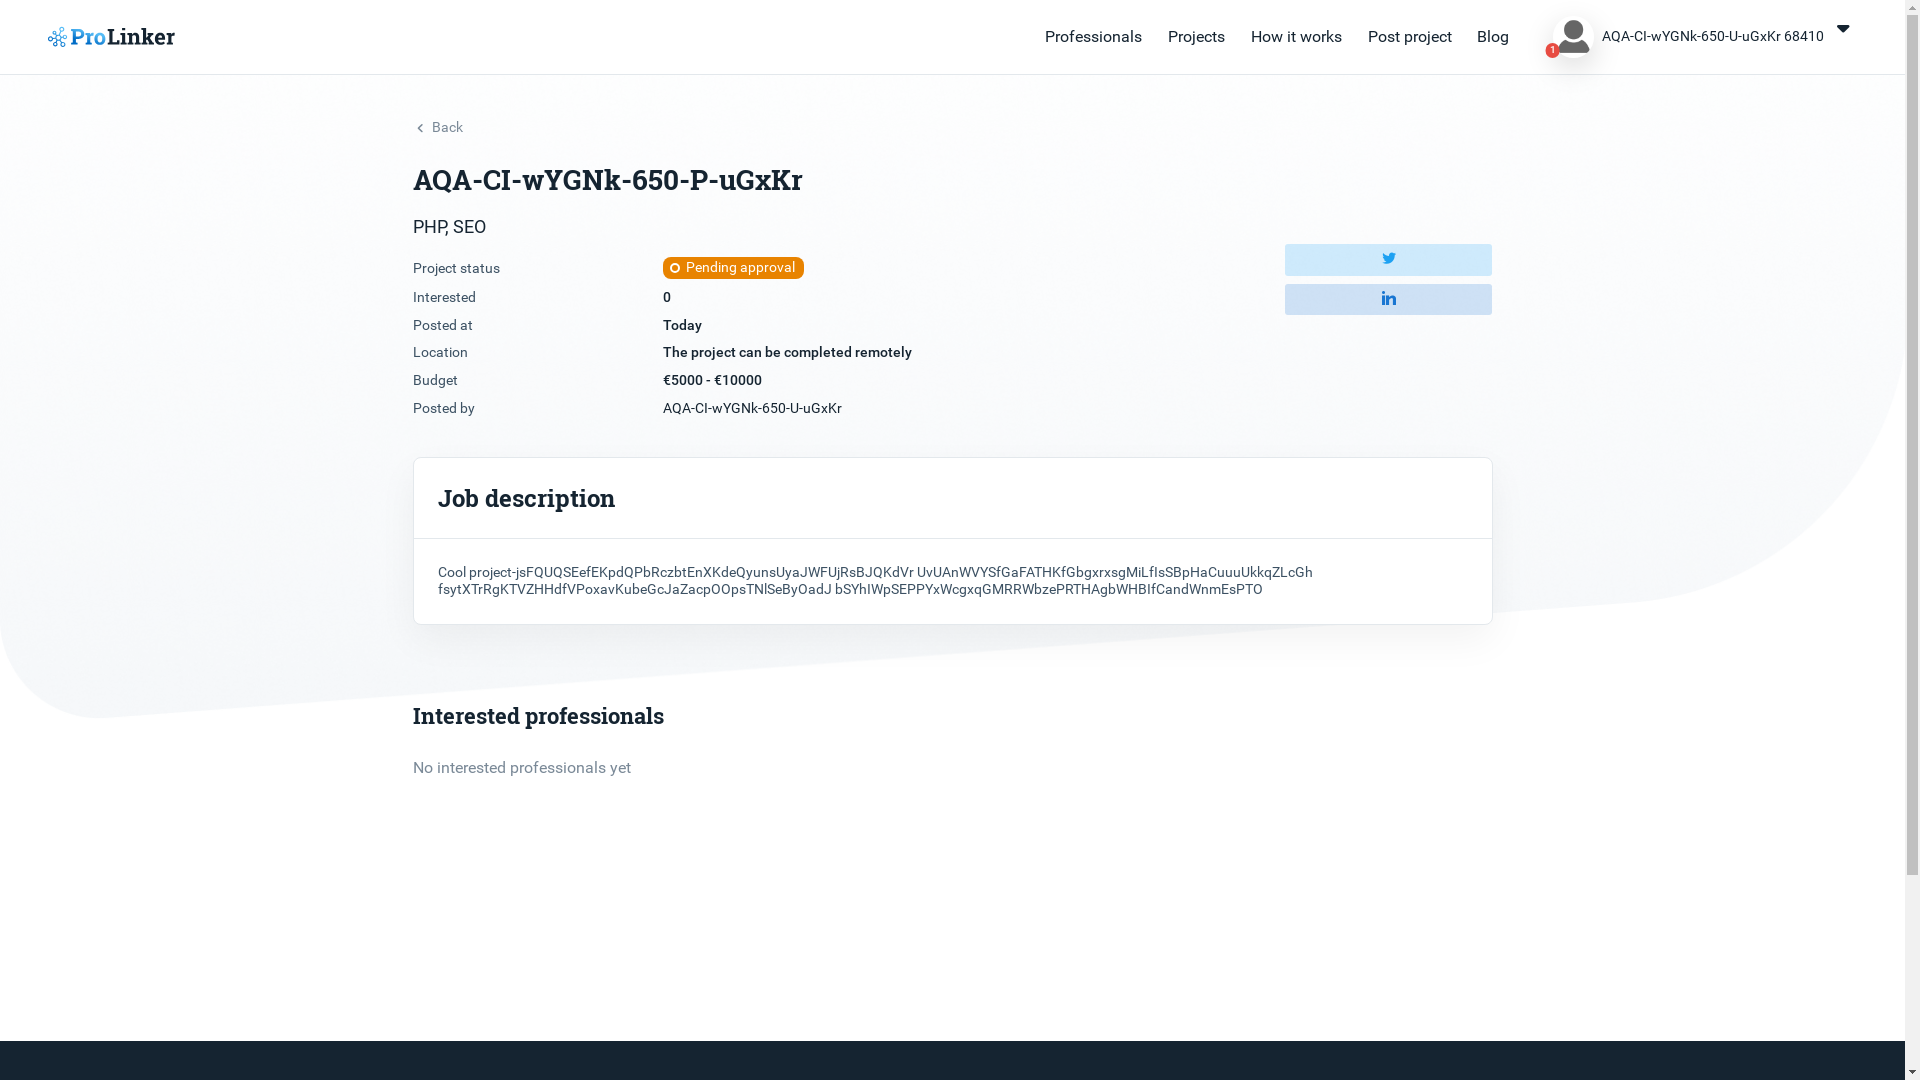 ProLinker
Professionals
Projects
How it works
Post project
Blog
1
AQA-CI-wYGNk-650-U-uGxKr 68410
Back
AQA-CI-wYGNk-650-P-uGxKr
PHP, SEO
Project status Pending approval
Interested 0
Posted at Today
Location The project can be completed remotely
Budget €5000 - €10000
Posted by AQA-CI-wYGNk-650-U-uGxKr
in
Job description
Cool project-jsFQUQSEefEKpdQPbRczbtEnXKdeQyunsUyaJWFUjRsBJQKdVr UvUAnWVYSfGaFATHKfGbgxrxsgMiLfIsSBpHaCuuuUkkqZLcGh
fsytXTrRgKTVZHHdfVPoxavKubeGcJaZacpOOpsTNlSeByOadJ bSYhIWpSEPPYxWcgxqGMRRWbzePRTHAgbWHBIfCandWnmEsPTO
Interested professionals
No interested professionals yet